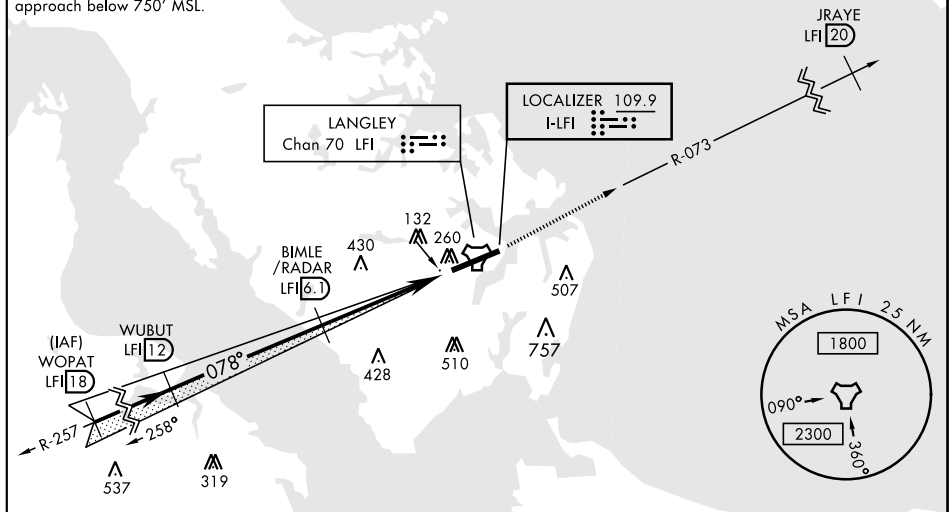 approach below 750' MSL.
JRAYE
LFI 20
LOCALIZER 109.9
I-LFI
LANGLEY
Chan 70 LFI
R-073
132
260
430
BIMLE
/RADAR
LFI 6.1
507
WUBUT
LFI 12
(IAF)
WOPAT
LFI 18
078°
428
510
757
R-257
258°
537
319
MSA LFI 25 NM
1800
090°
2300
360°